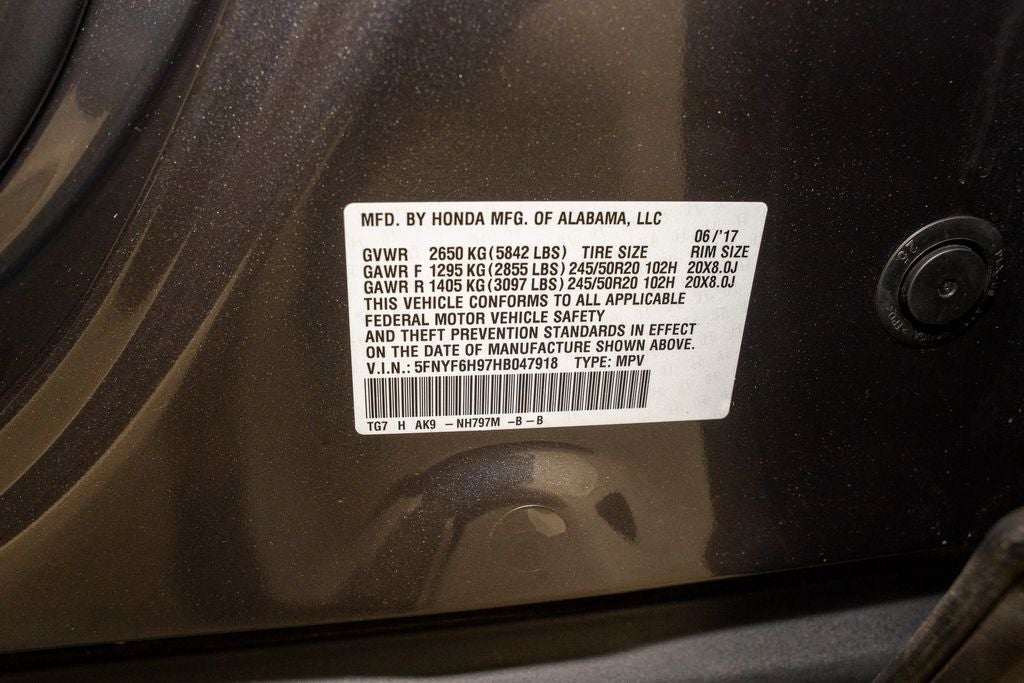 MFD. BY HONDA MFG. OF ALABAMA, LLC
06/'17
GVWR 2650 KG(5842 LBS) TIRE SIZE RIM SIZE
GAWR F 1295 KG(2855 LBS) 245/50R20 102H 20X8.0J
GAWR R 1405 KG(3097 LBS) 245/50R20 102H 20X8.0J
THIS VEHICLE CONFORMS TO ALL APPLICABLE
FEDERAL MOTOR VEHICLE SAFETY
AND THEFT PREVENTION STANDARDS IN EFFECT
ON THE DATE OF MANUFACTURE SHOWN ABOVE.
V.I.N.: 5FNYF6H97HB047918 TYPE: MPV
TG7 H AK9 -NH797M -B-B